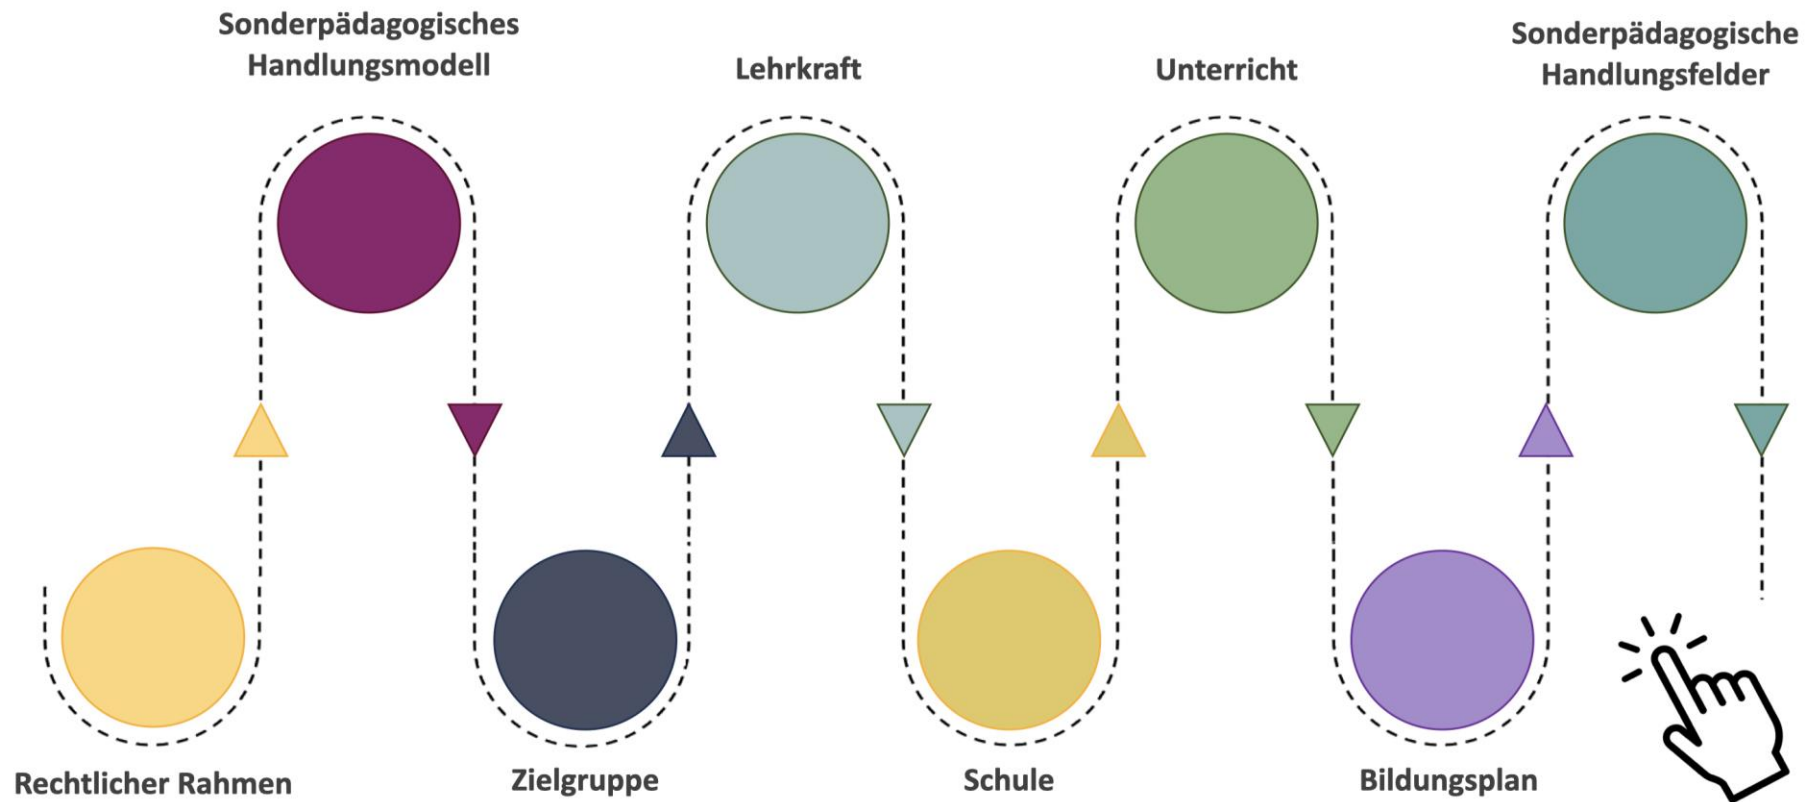 Sonderpädagogisches
Handlungsmodell
Lehrkraft
Unterricht
Sonderpädagogische
Handlungsfelder
Rechtlicher Rahmen
Zielgruppe
Schule
Bildungsplan